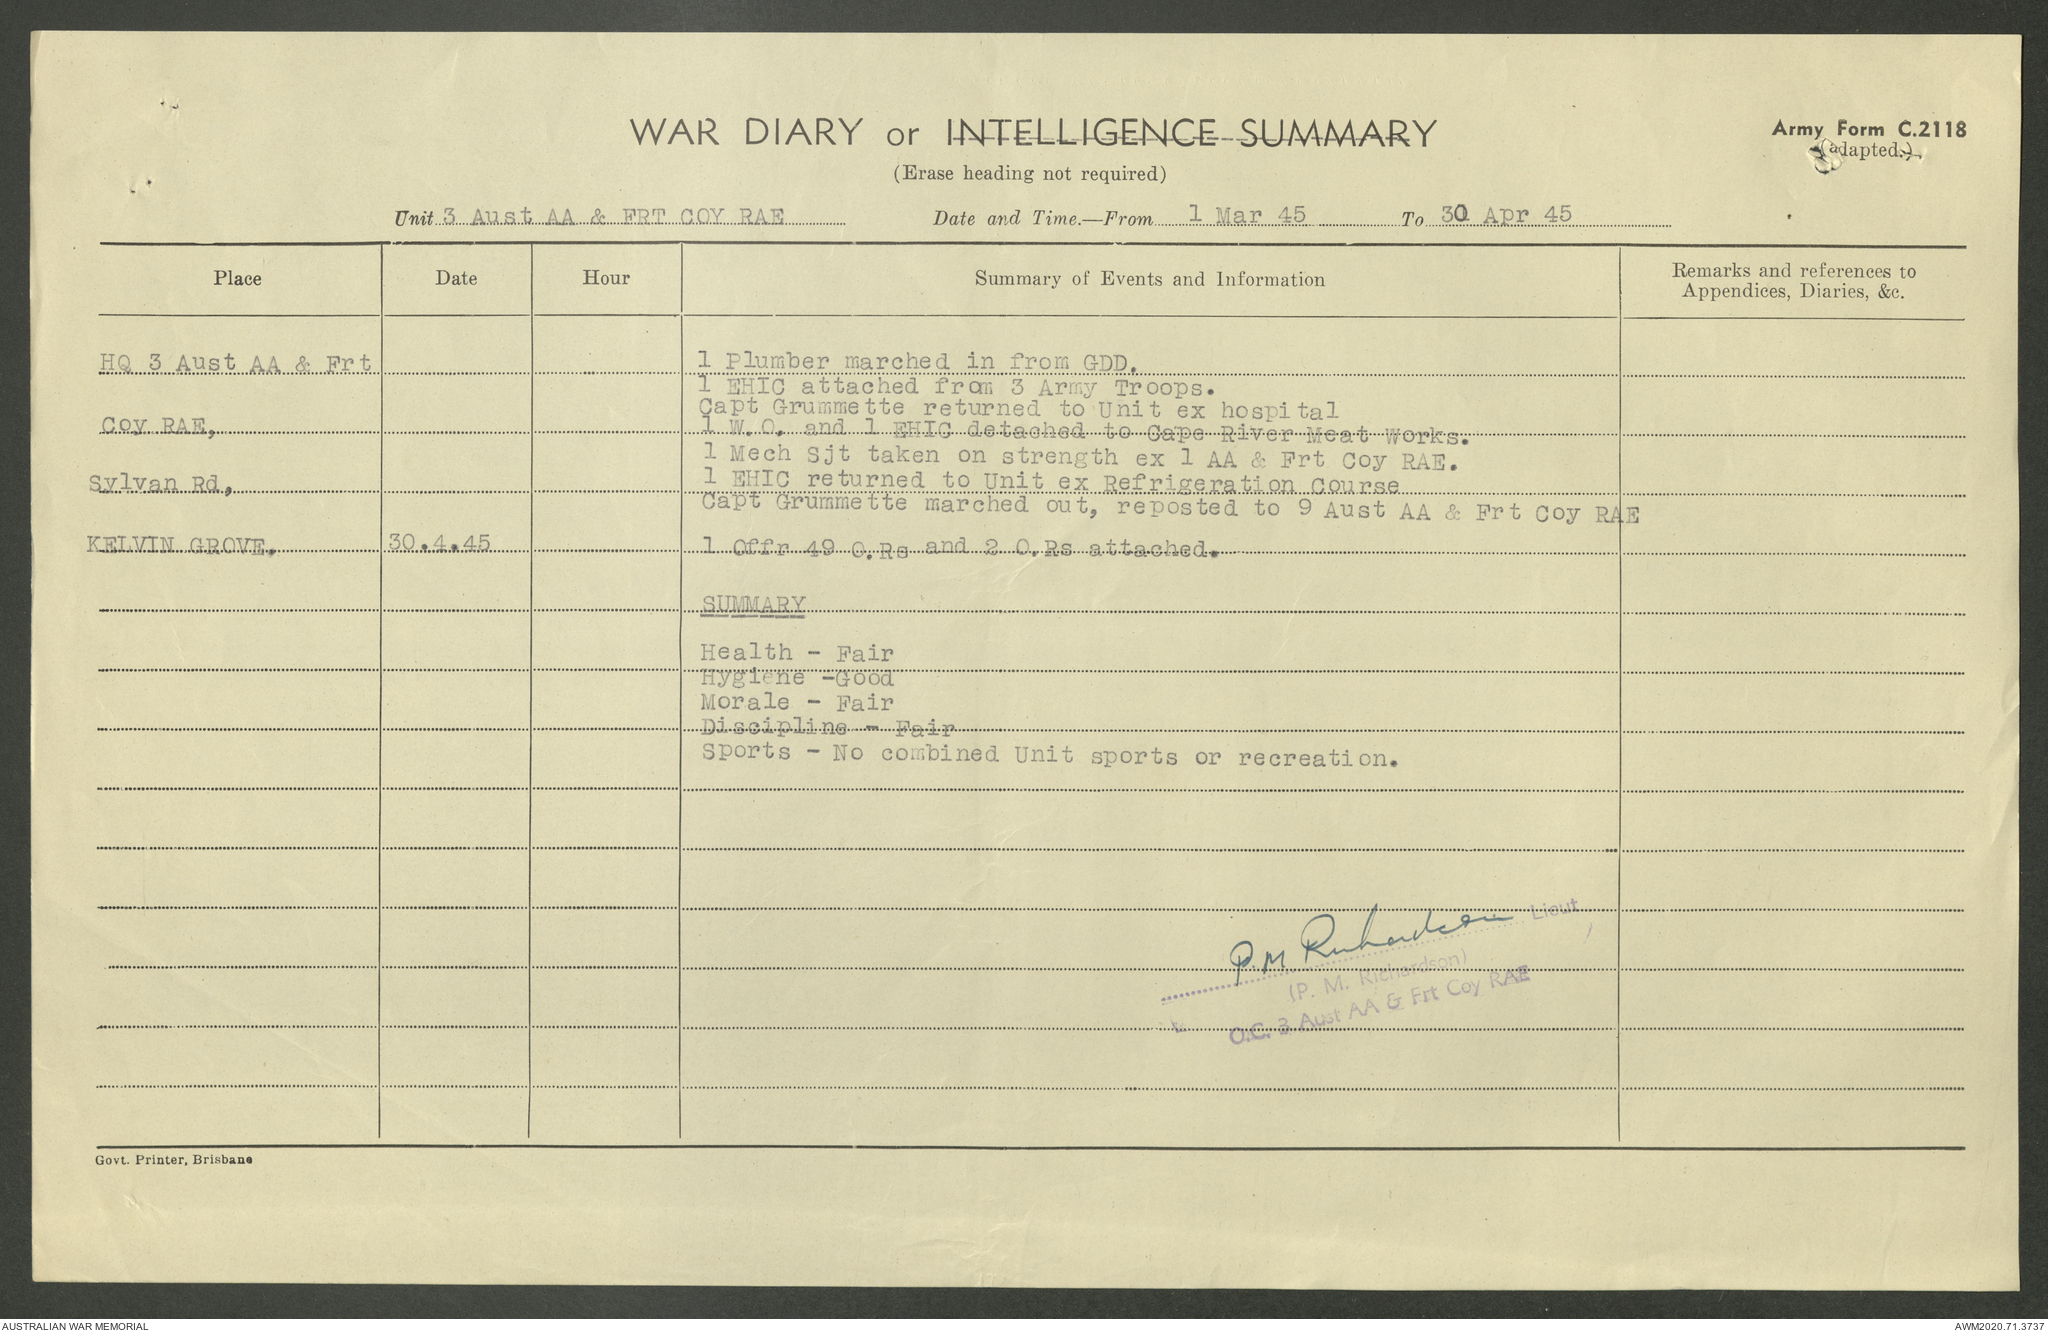 WAR DIARY or INTELLIGENCE SUMMARY
(Erase heading not required)
Army Form C.2118
(adapted.)
Unit 3 Aust AA & FRT COY RAE Date and Time.—From 1 Mar 45 To 30 Apr 45
Place Date Hour Summary of Events and Information Remarks and references to
Appendices, Diaries, &c.
HQ 3 Aust AA & Frt 1 Plumber marched in from GDD.
1 EHIC attached from 3 Army Troops.
Capt Grummette returned to Unit ex hospital
Coy RAE, 1 W.O. and 1 EHIC detached to Cape River Meat Works.
1 Mech Sjt taken on strength ex 1 AA & Frt Coy RAE.
Sylvan Rd, 1 EHIC returned to Unit ex Refrigeration Course
Capt Grummette marched out, reposted to 9 Aust AA & Frt Coy RAE
KELVIN GROVE. 30.4.45 1 Offr 49 O.Rs and 2 O.Rs attached.
SUMMARY
Health - Fair
Hygiene -Good
Morale - Fair
Discipline - Fair
Sports - No combined Unit sports or recreation.
P.M Richardson Lieut
(P. M. Richardson)
O.C. 3 Aust AA & Frt Coy RAE
Govt. Printer, Brisbane
AUSTRALIAN WAR MEMORIAL
AWM2020.71.3737